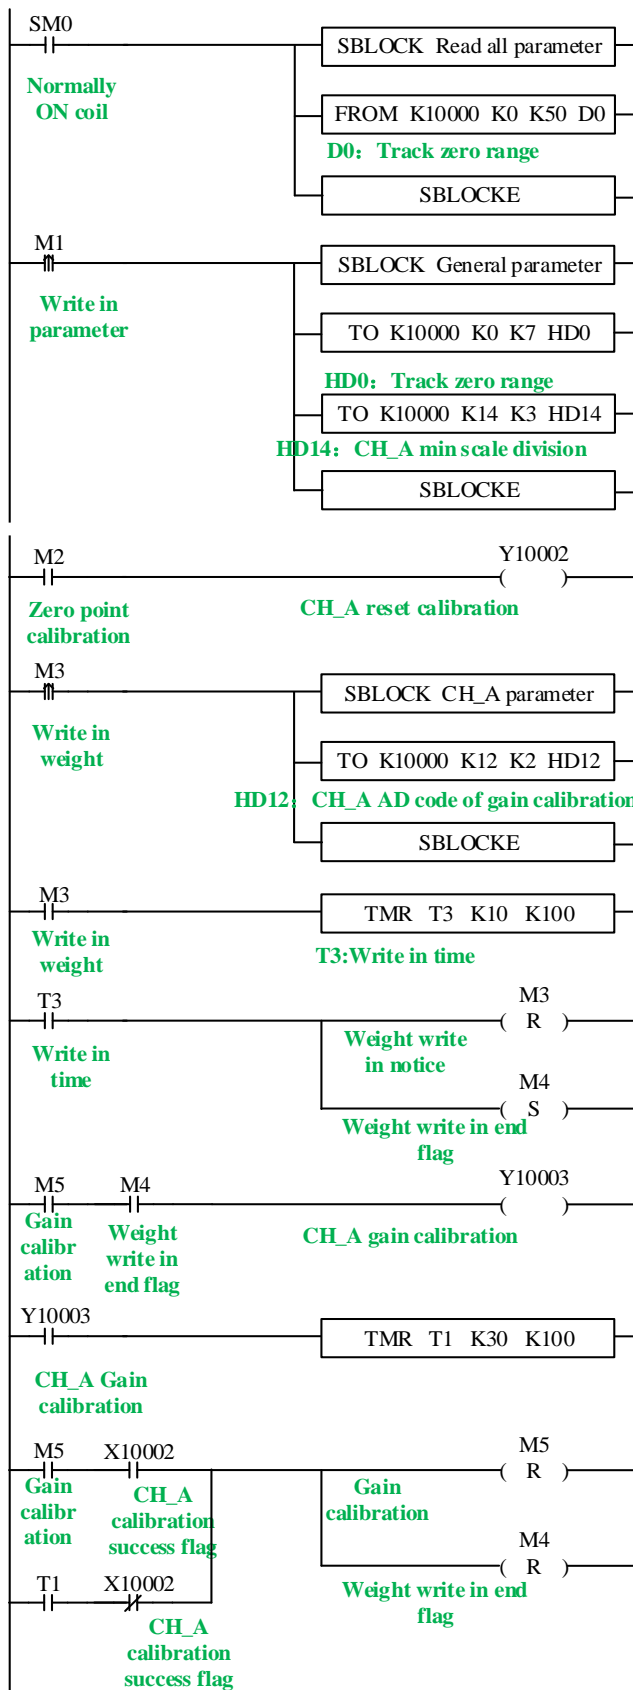 SM0
SBLOCK Read all parameter
Normally
ON coil
FROM K10000 K0 K50 D0
D0：Track zero range
SBLOCKE
M1
SBLOCK General parameter
Write in
parameter
TO K10000 K0 K7 HD0
HD0：Track zero range
TO K10000 K14 K3 HD14
HD14：CH_A min scale division
SBLOCKE
M2
Y10002
Zero point
calibration
CH_A reset calibration
M3
SBLOCK CH_A parameter
Write in
weight
TO K10000 K12 K2 HD12
HD12：CH_A AD code of gain calibration
SBLOCKE
M3
TMR T3 K10 K100
Write in
weight
T3:Write in time
T3
M3
( R )
Write in
time
Weight write
in notice
M4
( S )
Weight write in end
flag
M5
M4
Y10003
Gain
calibr
ation
Weight
write in
end flag
CH_A gain calibration
Y10003
TMR T1 K30 K100
CH_A Gain
calibration
M5
X10002
M5
( R )
Gain
calibr
ation
CH_A
calibration
success flag
Gain
calibration
M4
( R )
T1
X10002
Weight write in end
flag
CH_A
calibration
success flag